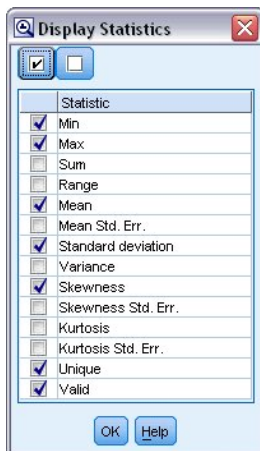 Display Statistics
Statistic
Min
Max
Sum
Range
Mean
Mean Std. Err.
Standard deviation
Variance
Skewness
Skewness Std. Err.
Kurtosis
Kurtosis Std. Err.
Unique
Valid
OK Help